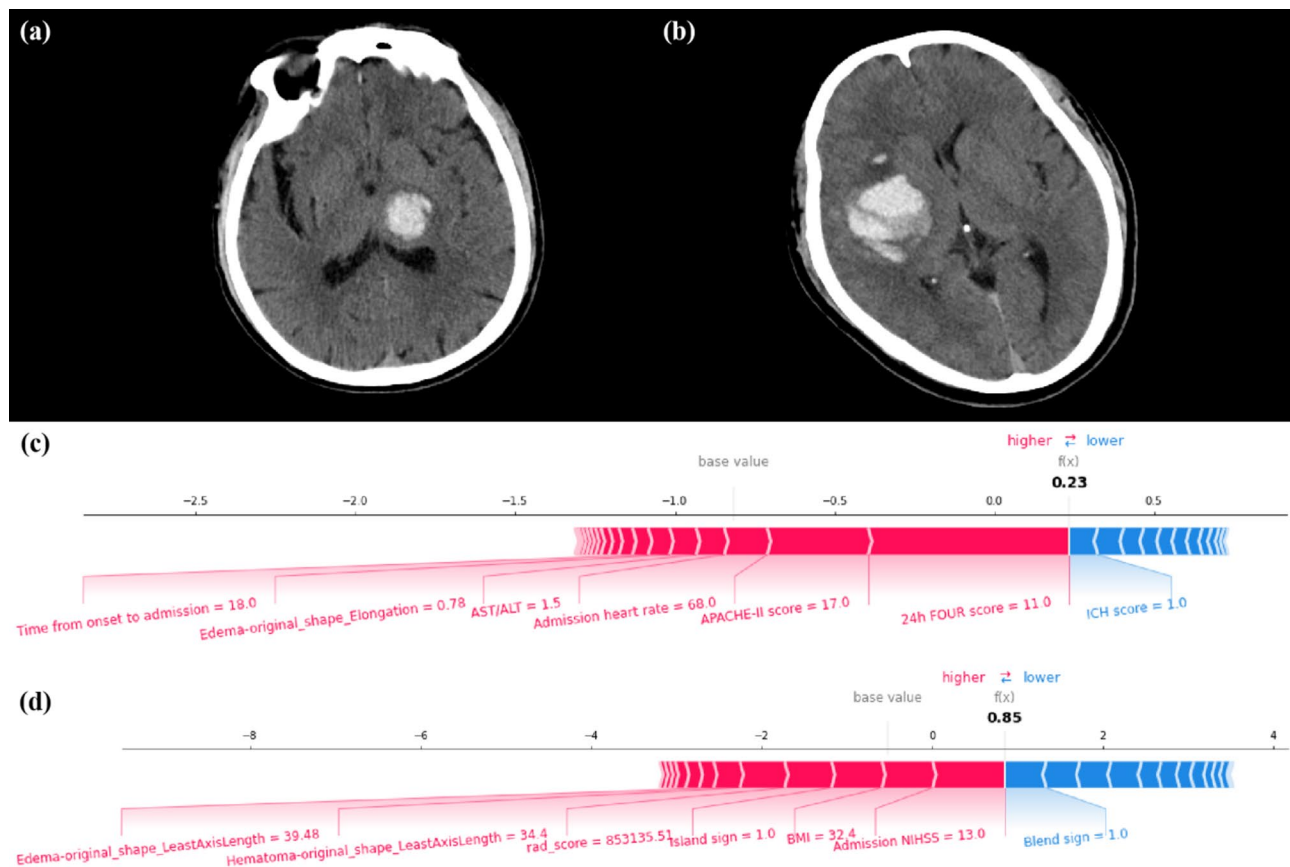 (a)
(b)
(c)
higher ⇄ lower
base value
f(x)
0.23
−2.5 −2.0 −1.5 −1.0 −0.5 0.0 0.5
Time from onset to admission = 18.0
Edema-original_shape_Elongation = 0.78
AST/ALT = 1.5
Admission heart rate = 68.0
APACHE-II score = 17.0
24h FOUR score = 11.0
ICH score = 1.0
(d)
higher ⇄ lower
base value
f(x)
0.85
−8 −6 −4 −2 0 2 4
Edema-original_shape_LeastAxisLength = 39.48
Hematoma-original_shape_LeastAxisLength = 34.4
rad_score = 853135.51
Island sign = 1.0
BMI = 32.4
Admission NIHSS = 13.0
Blend sign = 1.0